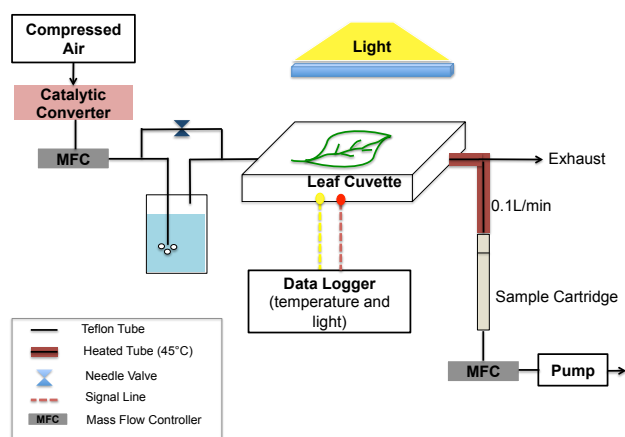 Compressed
Air
Light
Catalytic
Converter
MFC
Exhaust
Leaf Cuvette
0.1L/min
Data Logger
(temperature and
light)
Sample Cartridge
MFC
Pump
Teflon Tube
Heated Tube (45°C)
Needle Valve
Signal Line
MFC Mass Flow Controller